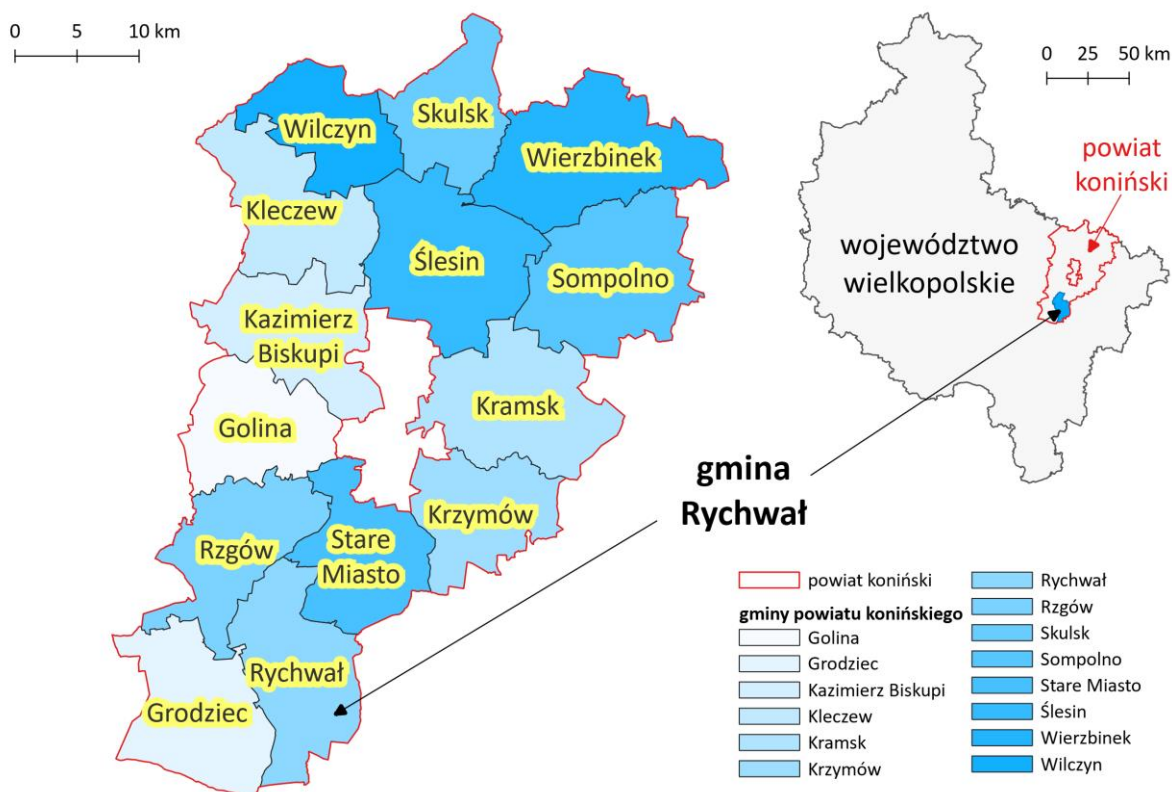 0 10 km
0 50 km
Skulsk
Wilczyn
Wierzbinek
powiat
koniński
Kleczew
Ślesin
Sompolno
województwo
wielkopolskie
Kazimierz
Biskupi
Golina
Kramsk
gmina
Rychwał
Krzymów
Rzgów
Stare
Miasto
Rychwał
Grodziec
powiat koniński
gminy powiatu konińskiego
Golina
Grodziec
Kazimierz Biskupi
Kleczew
Kramsk
Krzymów
Rychwał
Rzgów
Skulsk
Sompolno
Stare Miasto
Ślesin
Wierzbinek
Wilczyn